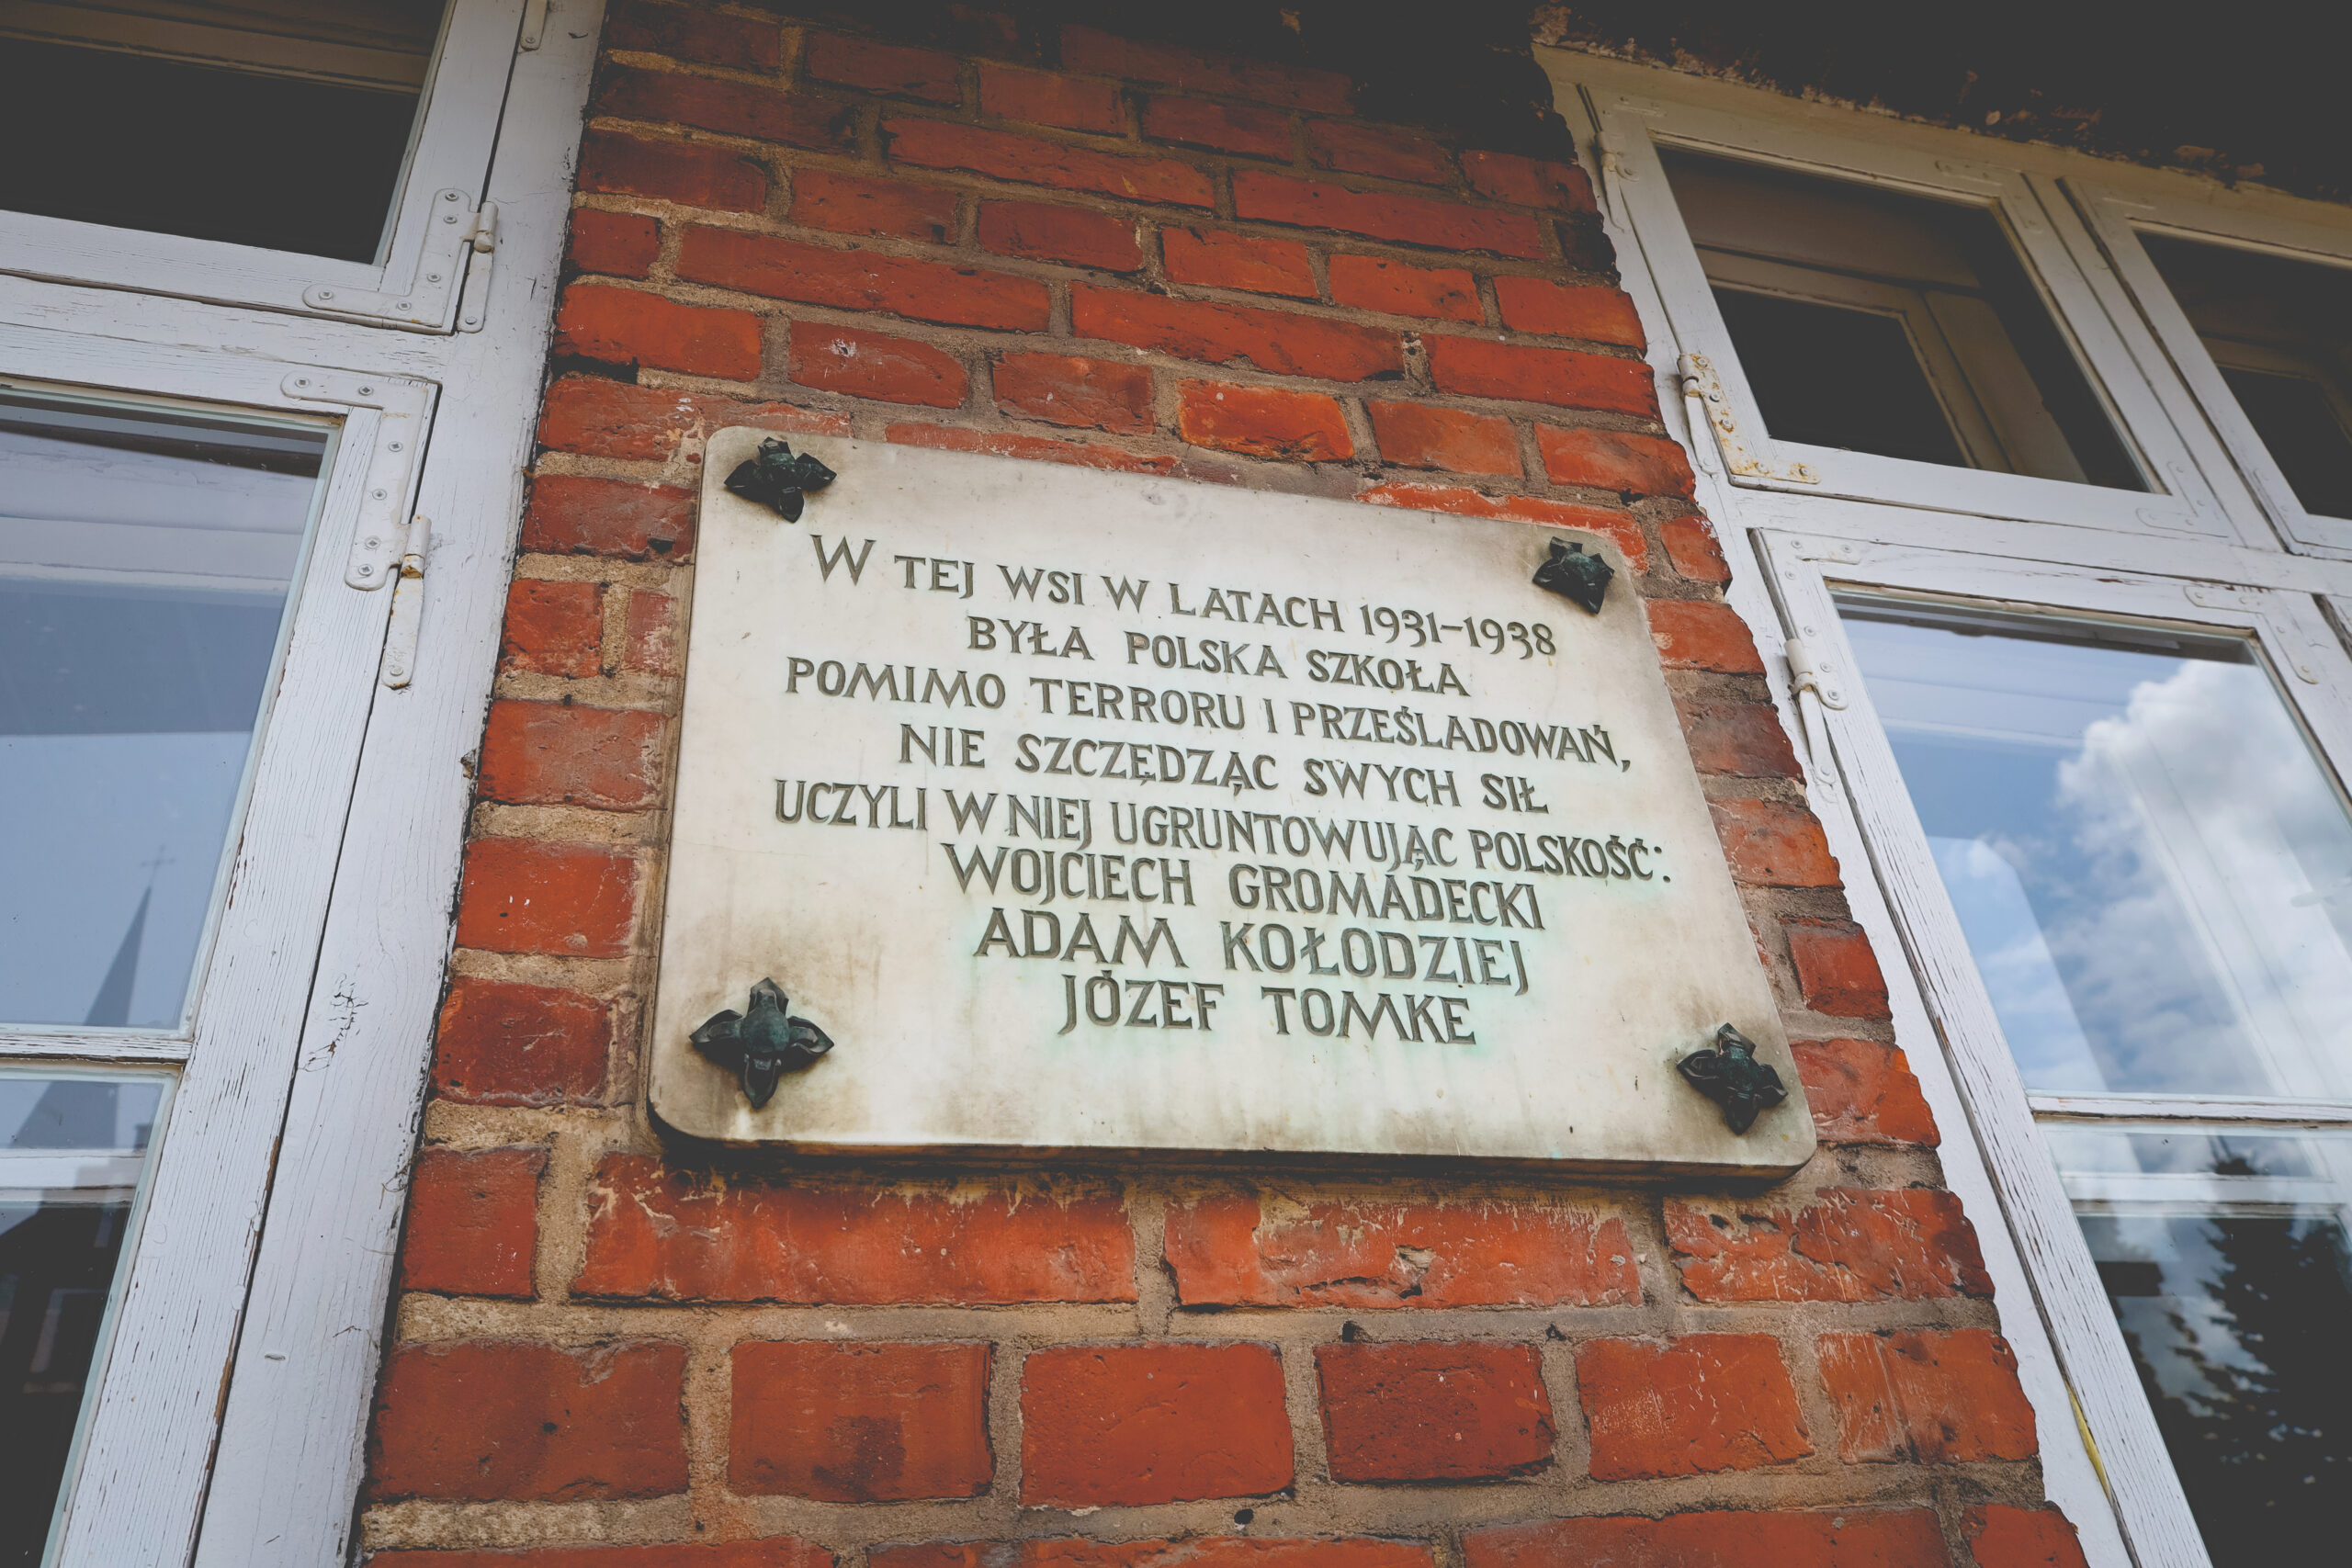 W TEJ WSI W LATACH 1931-1938
BYŁA POLSKA SZKOŁA
POMIMO TERRORU I PRZEŚLADOWAŃ,
NIE SZCZĘDZĄC SWYCH SIŁ
UCZYLI W NIEJ UGRUNTOWUJĄC POLSKOŚĆ:
WOJCIECH GROMADECKI
ADAM KOŁODZIEJ
JÓZEF TOMKE